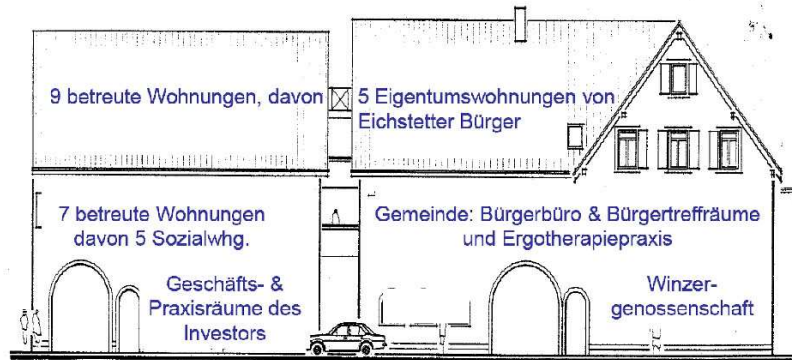 9 betreute Wohnungen, davon
5 Eigentumswohnungen von
Eichstetter Bürger
7 betreute Wohnungen
davon 5 Sozialwhg.
Gemeinde: Bürgerbüro & Bürgertreffräume
und Ergotherapiepraxis
Geschäfts- &
Praxisräume des
Investors
Winzer-
genossenschaft